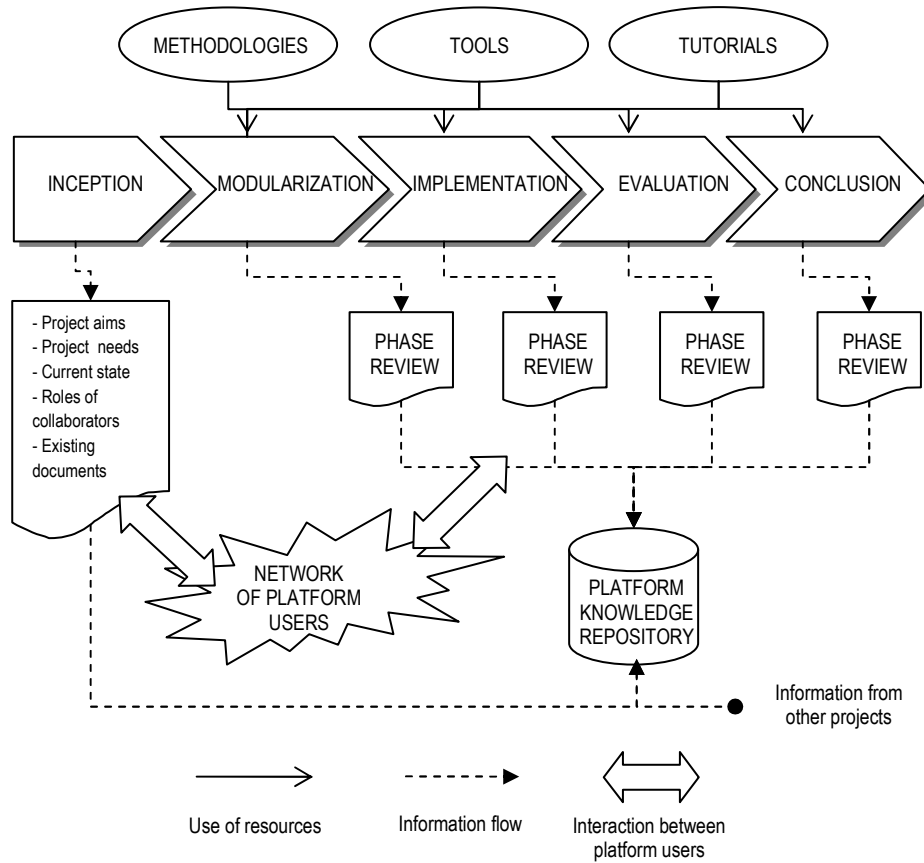 METHODOLOGIES
TOOLS
TUTORIALS
INCEPTION
MODULARIZATION
IMPLEMENTATION
EVALUATION
CONCLUSION
- Project aims
- Project needs
- Current state
- Roles of
collaborators
- Existing
documents
PHASE
REVIEW
PHASE
REVIEW
PHASE
REVIEW
PHASE
REVIEW
NETWORK
OF PLATFORM
USERS
PLATFORM
KNOWLEDGE
REPOSITORY
Information from
other projects
Use of resources
Information flow
Interaction between
platform users